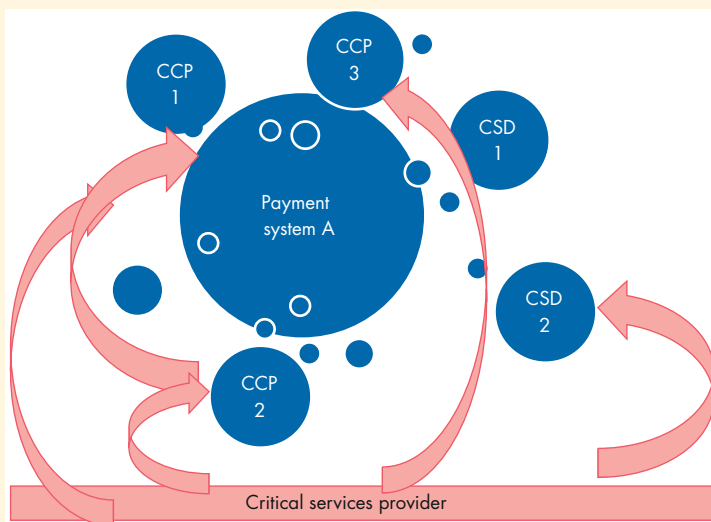 CCP
1
CCP
3
CSD
1
Payment
system A
CSD
2
CCP
2
Critical services provider